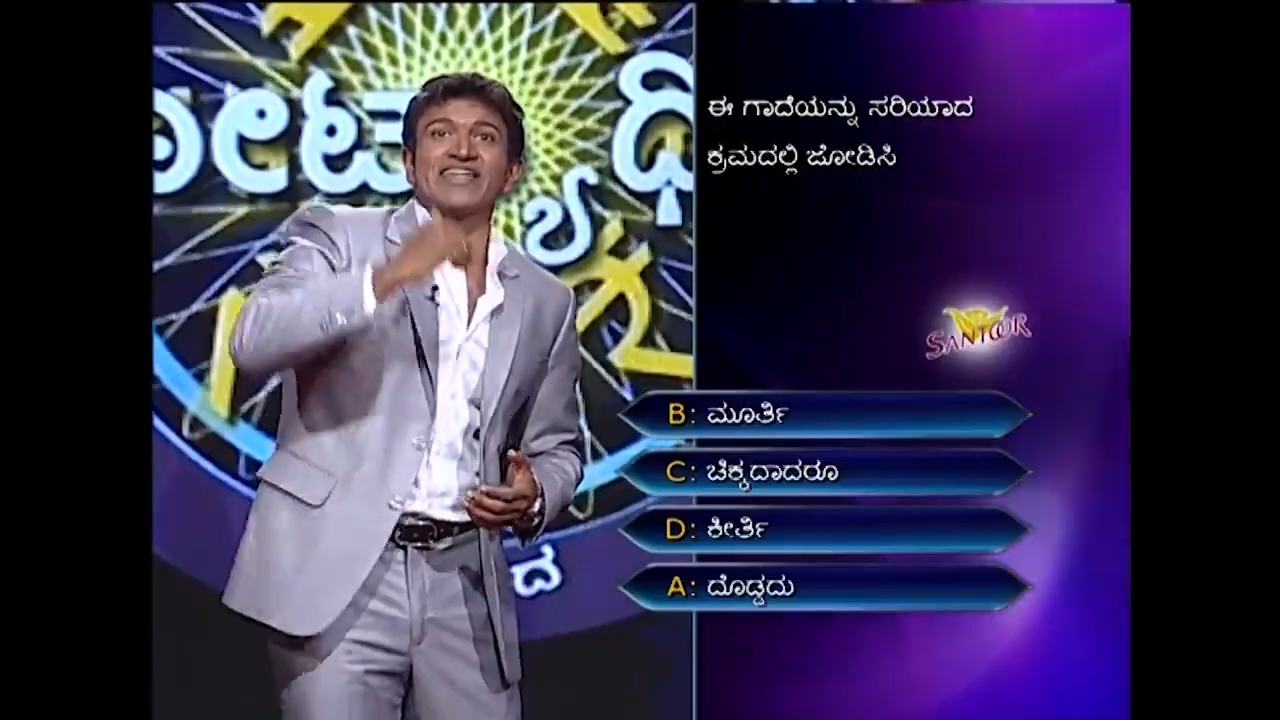 ಈ ಗಾದೆಯನ್ನು ಸರಿಯಾದ
ಕ್ರಮದಲ್ಲಿ ಜೋಡಿಸಿ
SANTOOR
B: ಮೂರ್ತಿ
C: ಚಿಕ್ಕದಾದರೂ
D: ಕೀರ್ತಿ
A: ದೊಡ್ಡದು